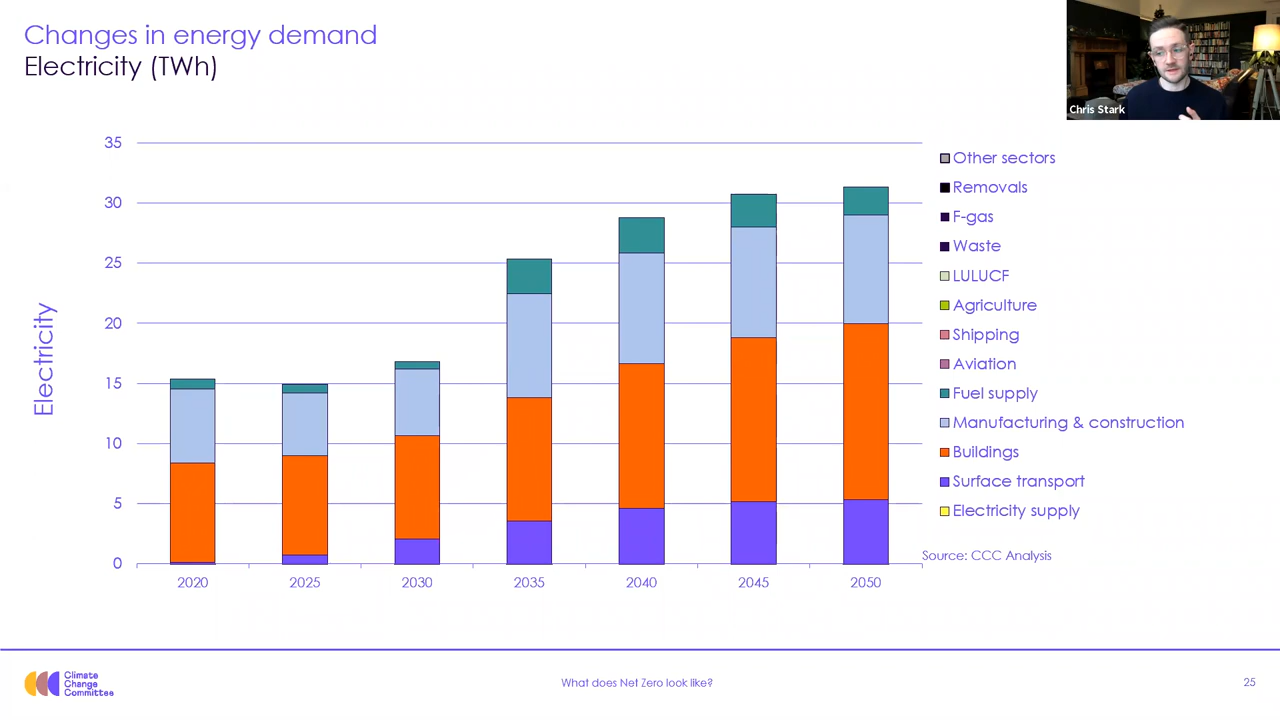 Changes in energy demand
Electricity (TWh)
Chris Stark
Electricity
35
30
25
20
15
10
5
0
2020
2025
2030
2035
2040
2045
2050
Other sectors
Removals
F-gas
Waste
LULUCF
Agriculture
Shipping
Aviation
Fuel supply
Manufacturing & construction
Buildings
Surface transport
Electricity supply
Source: CCC Analysis
Climate
Change
Committee
What does Net Zero look like?
25